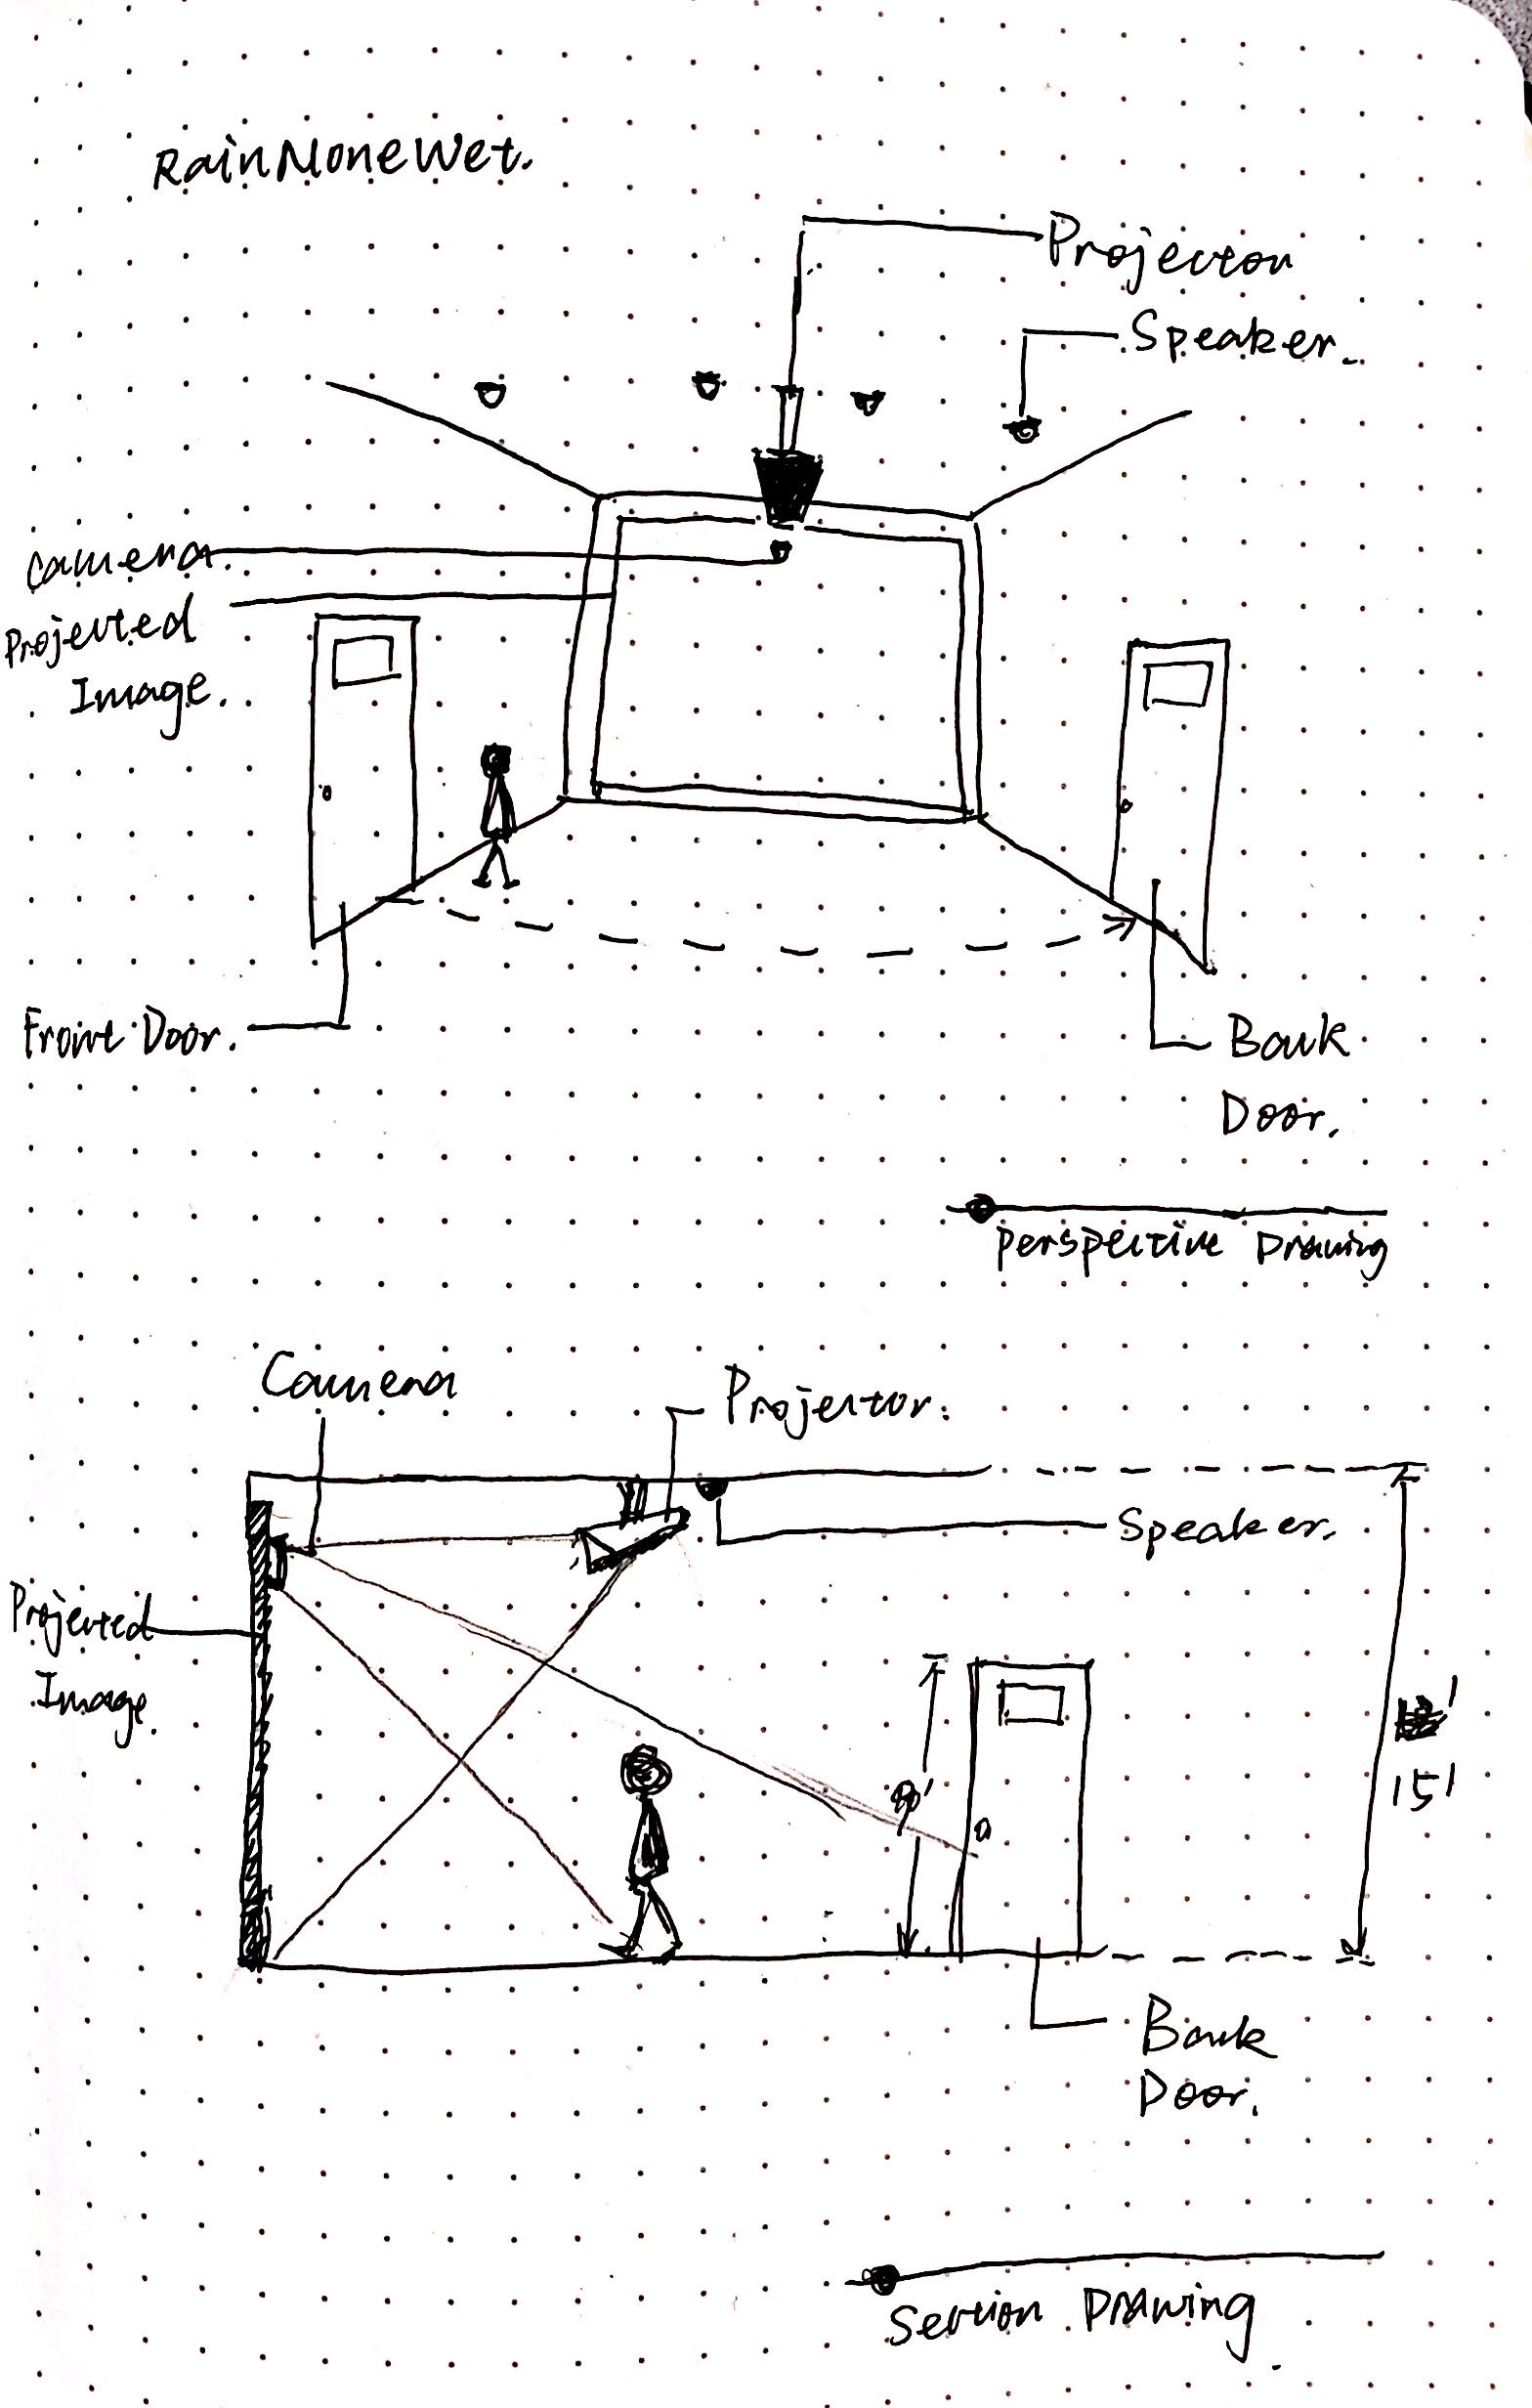 RainNoneWet.
Projector
Speaker.
Camera.
Projected
Image.
Front Door.
Back
Door.
Perspective Drawing
Camera
Projector.
Speaker.
Projected
Image.
15'
Back
Door.
Section Drawing